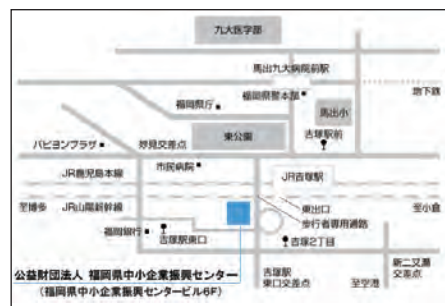 九大医学部
馬出九大病院前駅
地下鉄
福岡県庁
福岡県警本部
馬出小
東公園
吉塚駅前
パピヨンプラザ
妙見交差点
市民病院
JR鹿児島本線
JR吉塚駅
至博多
JR山陽新幹線
東出口
至小倉
歩行者専用通路
福岡銀行
吉塚駅東口
吉塚2丁目
公益財団法人 福岡県中小企業振興センター
(福岡県中小企業振興センタービル6F)
吉塚駅
東口交差点
至空港
新二又瀬
交差点